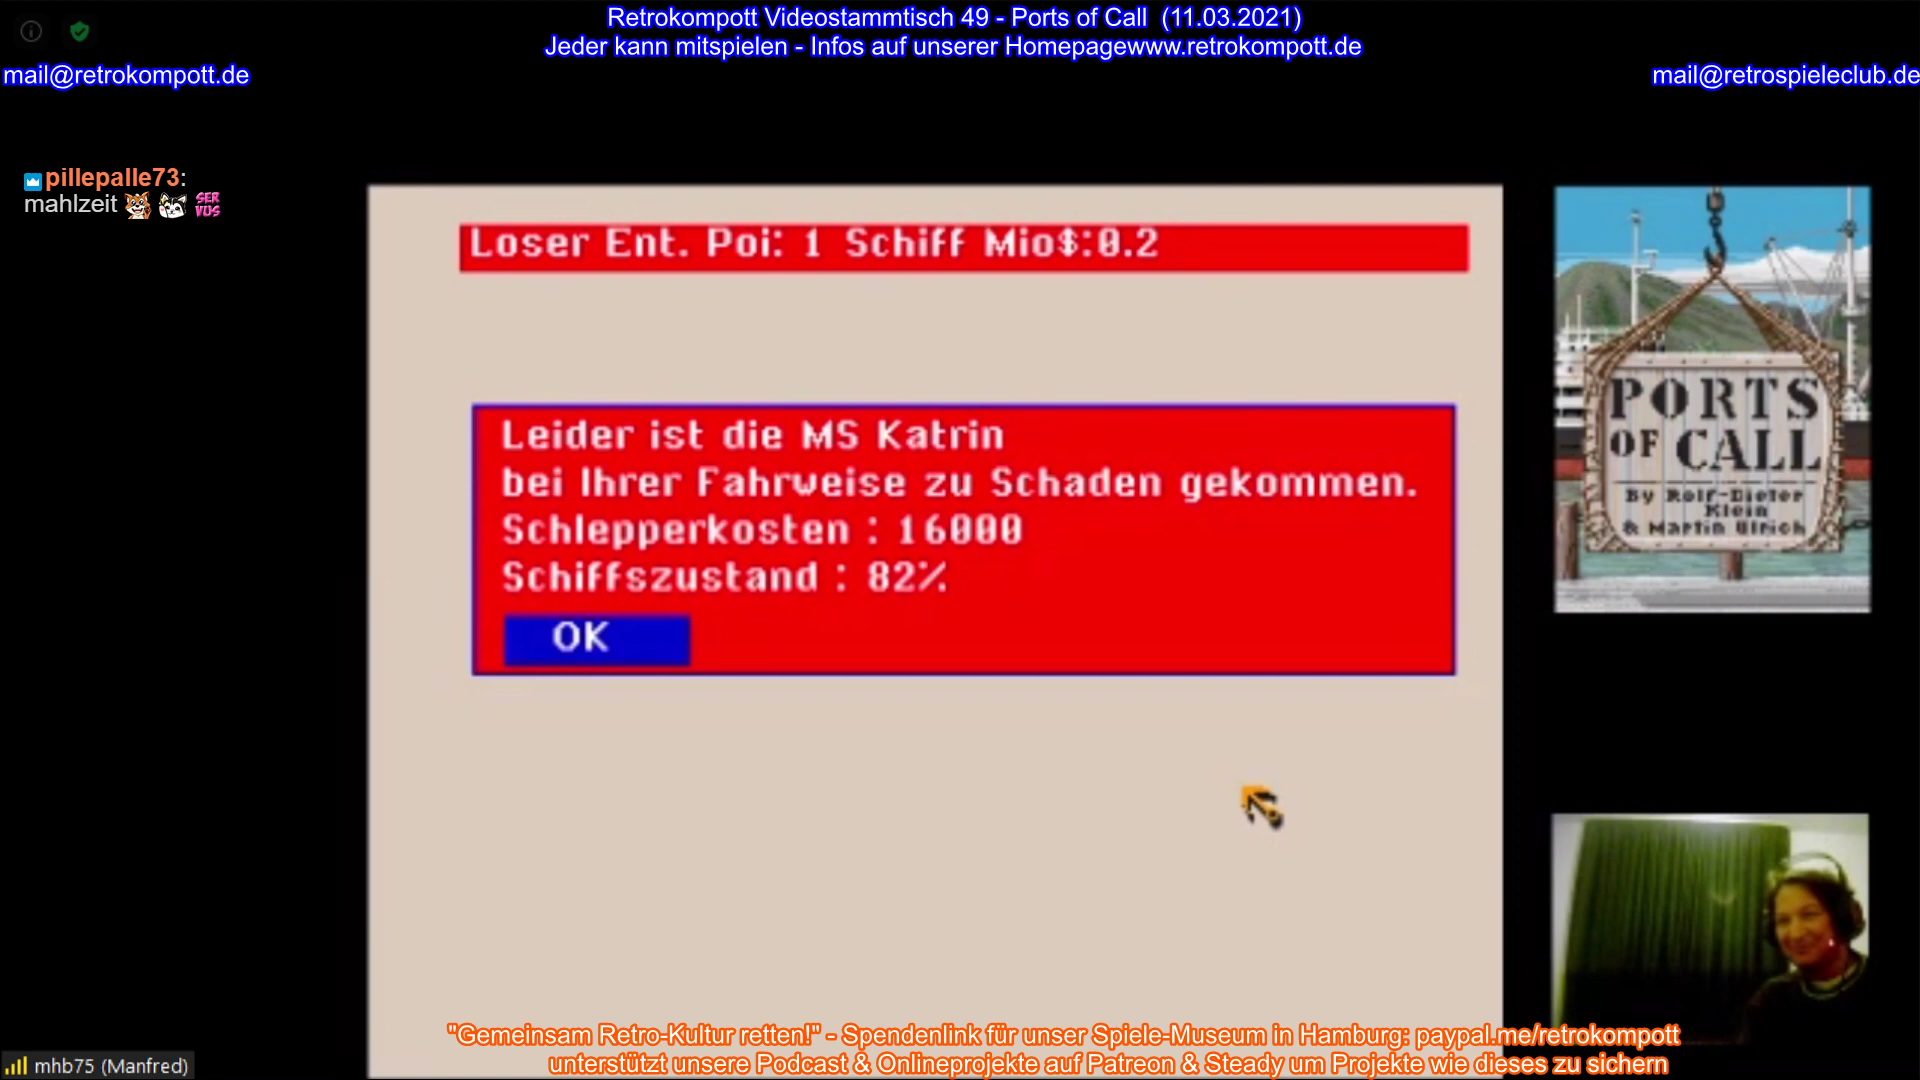 Retrokompott Videostammtisch 49 - Ports of Call (11.03.2021)
Jeder kann mitspielen - Infos auf unserer Homepagewww.retrokompott.de
mail@retrokompott.de
mail@retrospieleclub.de
pillepalle73:
mahlzeit SERVUS
Loser Ent. Poi: 1 Schiff Mio$:0.2
Leider ist die MS Katrin
bei Ihrer Fahrweise zu Schaden gekommen.
Schlepperkosten : 16000
Schiffszustand : 82%
OK
PORTS
OF CALL
By Rolf-Dieter
Klein
& Martin Ulrich
"Gemeinsam Retro-Kultur retten!" - Spendenlink für unser Spiele-Museum in Hamburg: paypal.me/retrokompott
unterstützt unsere Podcast & Onlineprojekte auf Patreon & Steady um Projekte wie dieses zu sichern
mhb75 (Manfred)